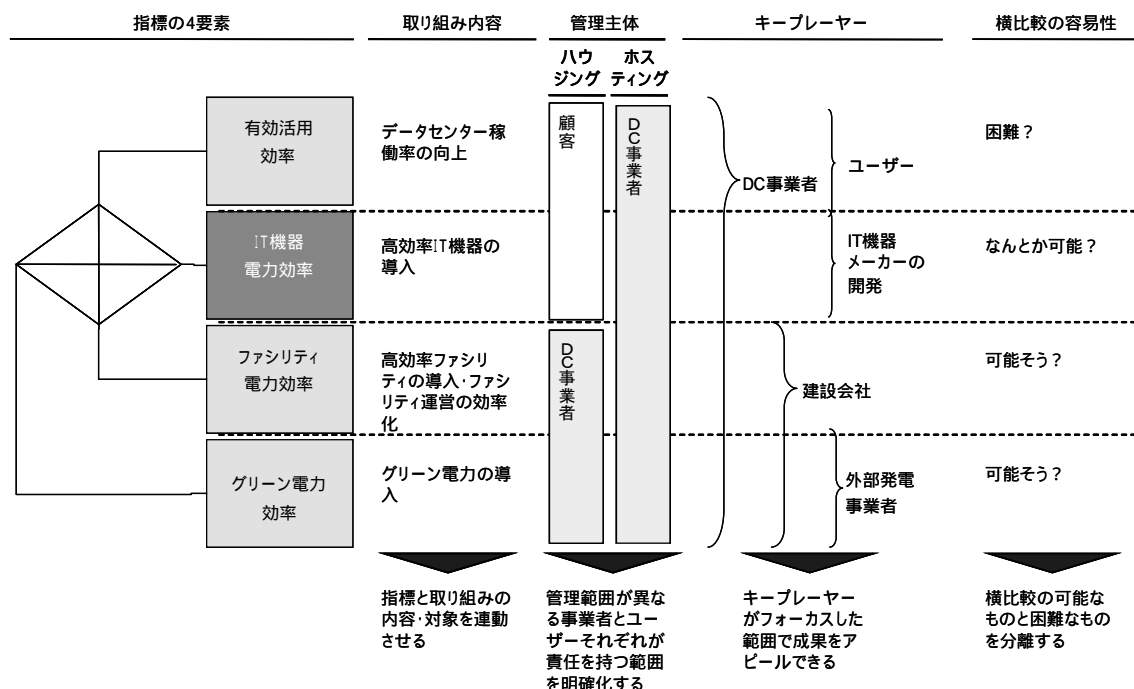 指標の4要素
取り組み内容
管理主体
キープレーヤー
横比較の容易性
ハウ
ジング
ホス
ティング
有効活用
効率
データセンター稼
働率の向上
顧客
DC事業者
DC事業者
ユーザー
困難？
IT機器
電力効率
高効率IT機器の
導入
IT機器
メーカーの
開発
なんとか可能？
ファシリティ
電力効率
高効率ファシリ
ティの導入・ファシ
リティ運営の効率
化
DC事業者
建設会社
可能そう？
グリーン電力
効率
グリーン電力の導
入
外部発電
事業者
可能そう？
指標と取り組みの
内容・対象を連動
させる
管理範囲が異な
る事業者とユー
ザーそれぞれが
責任を持つ範囲
を明確化する
キープレーヤー
がフォーカスした
範囲で成果をア
ピールできる
横比較の可能な
ものと困難なもの
を分離する